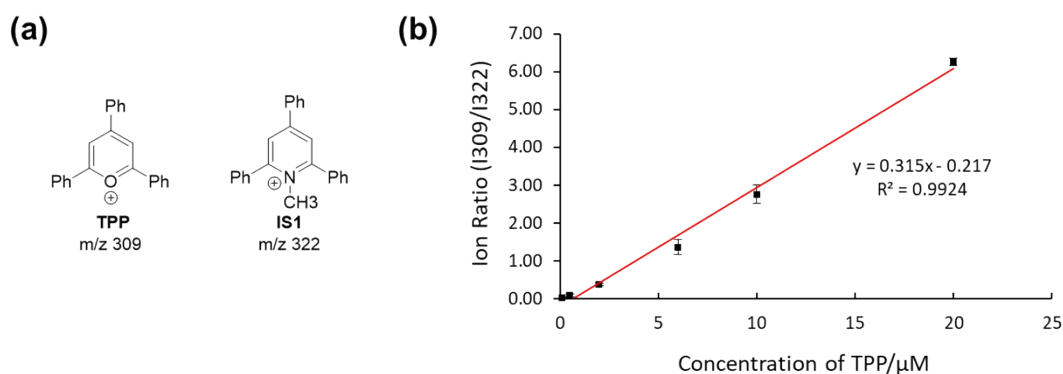 (a)
Ph
Ph
O
⊕
Ph
TPP
m/z 309
Ph
Ph
N
⊕
Ph
CH3
IS1
m/z 322
(b)
Ion Ratio (I309/I322)
7.00
6.00
5.00
4.00
3.00
2.00
1.00
0.00
y = 0.315x - 0.217
R² = 0.9924
0 5 10 15 20 25
Concentration of TPP/µM